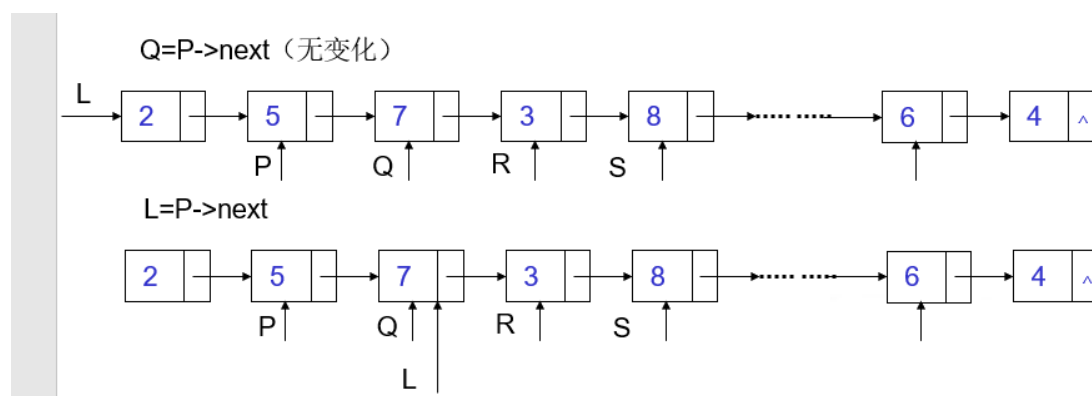 Q=P->next（无变化）
L
2 5 7 3 8 ...... ...... 6 4 ^
P Q R S
L=P->next
2 5 7 3 8 ...... ...... 6 4 ^
P Q R S
L